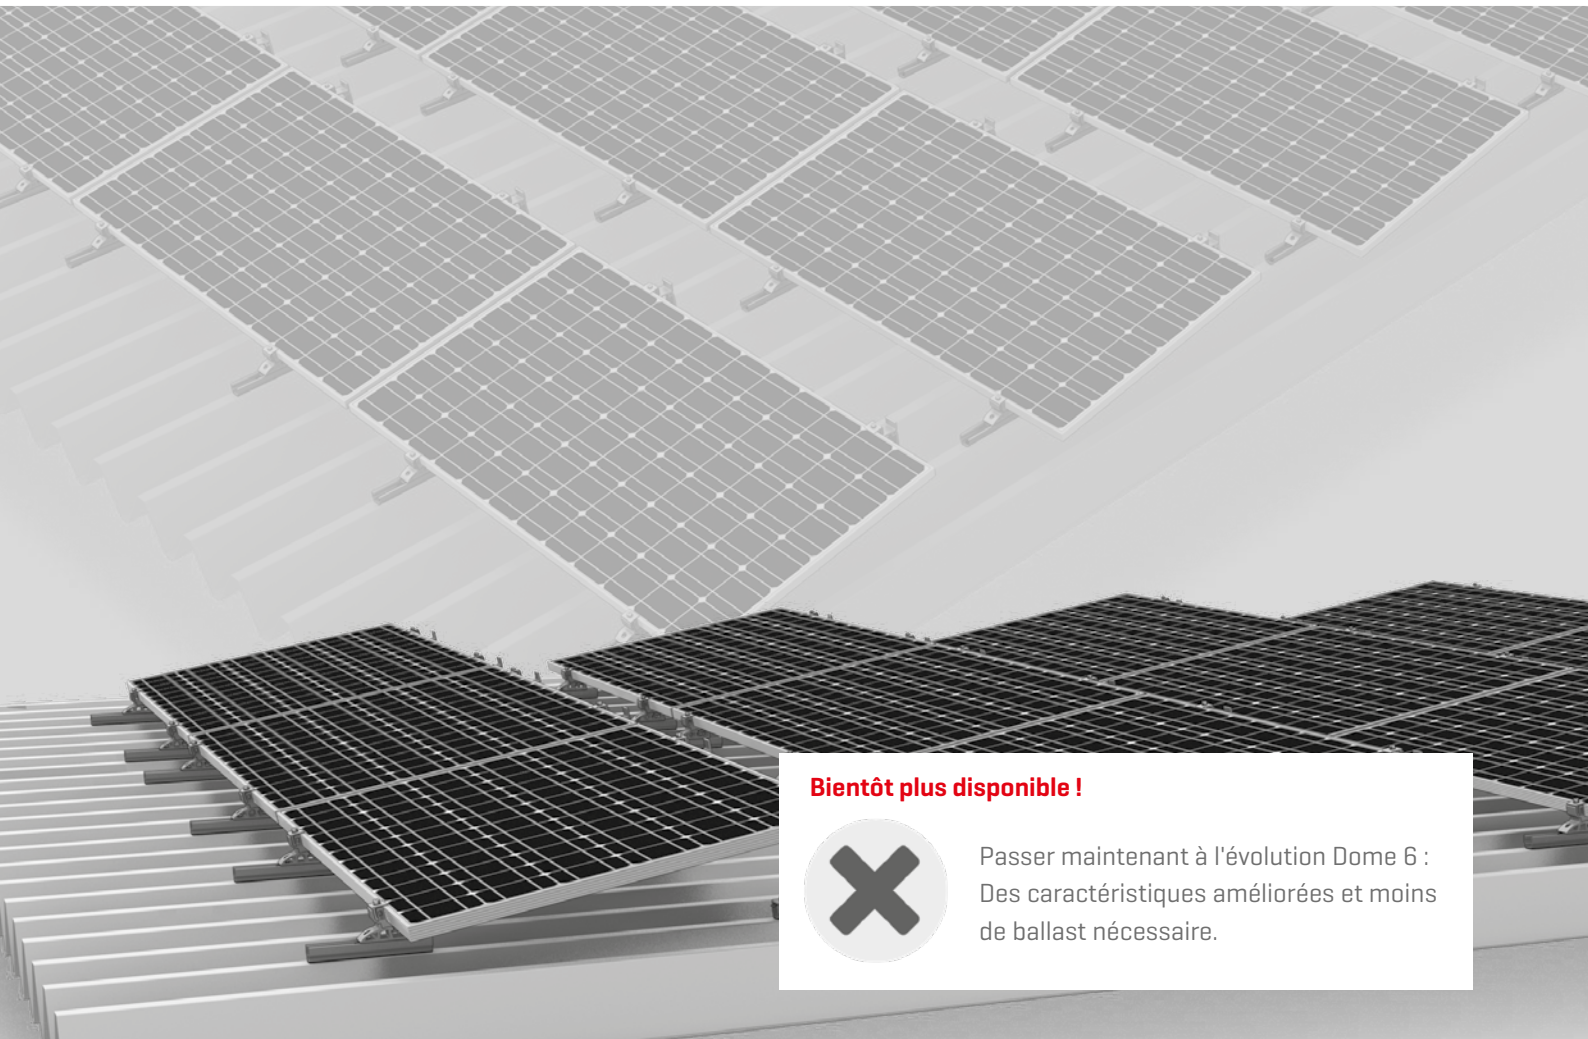 Bientôt plus disponible !
Passer maintenant à l'évolution Dome 6 :
Des caractéristiques améliorées et moins
de ballast nécessaire.